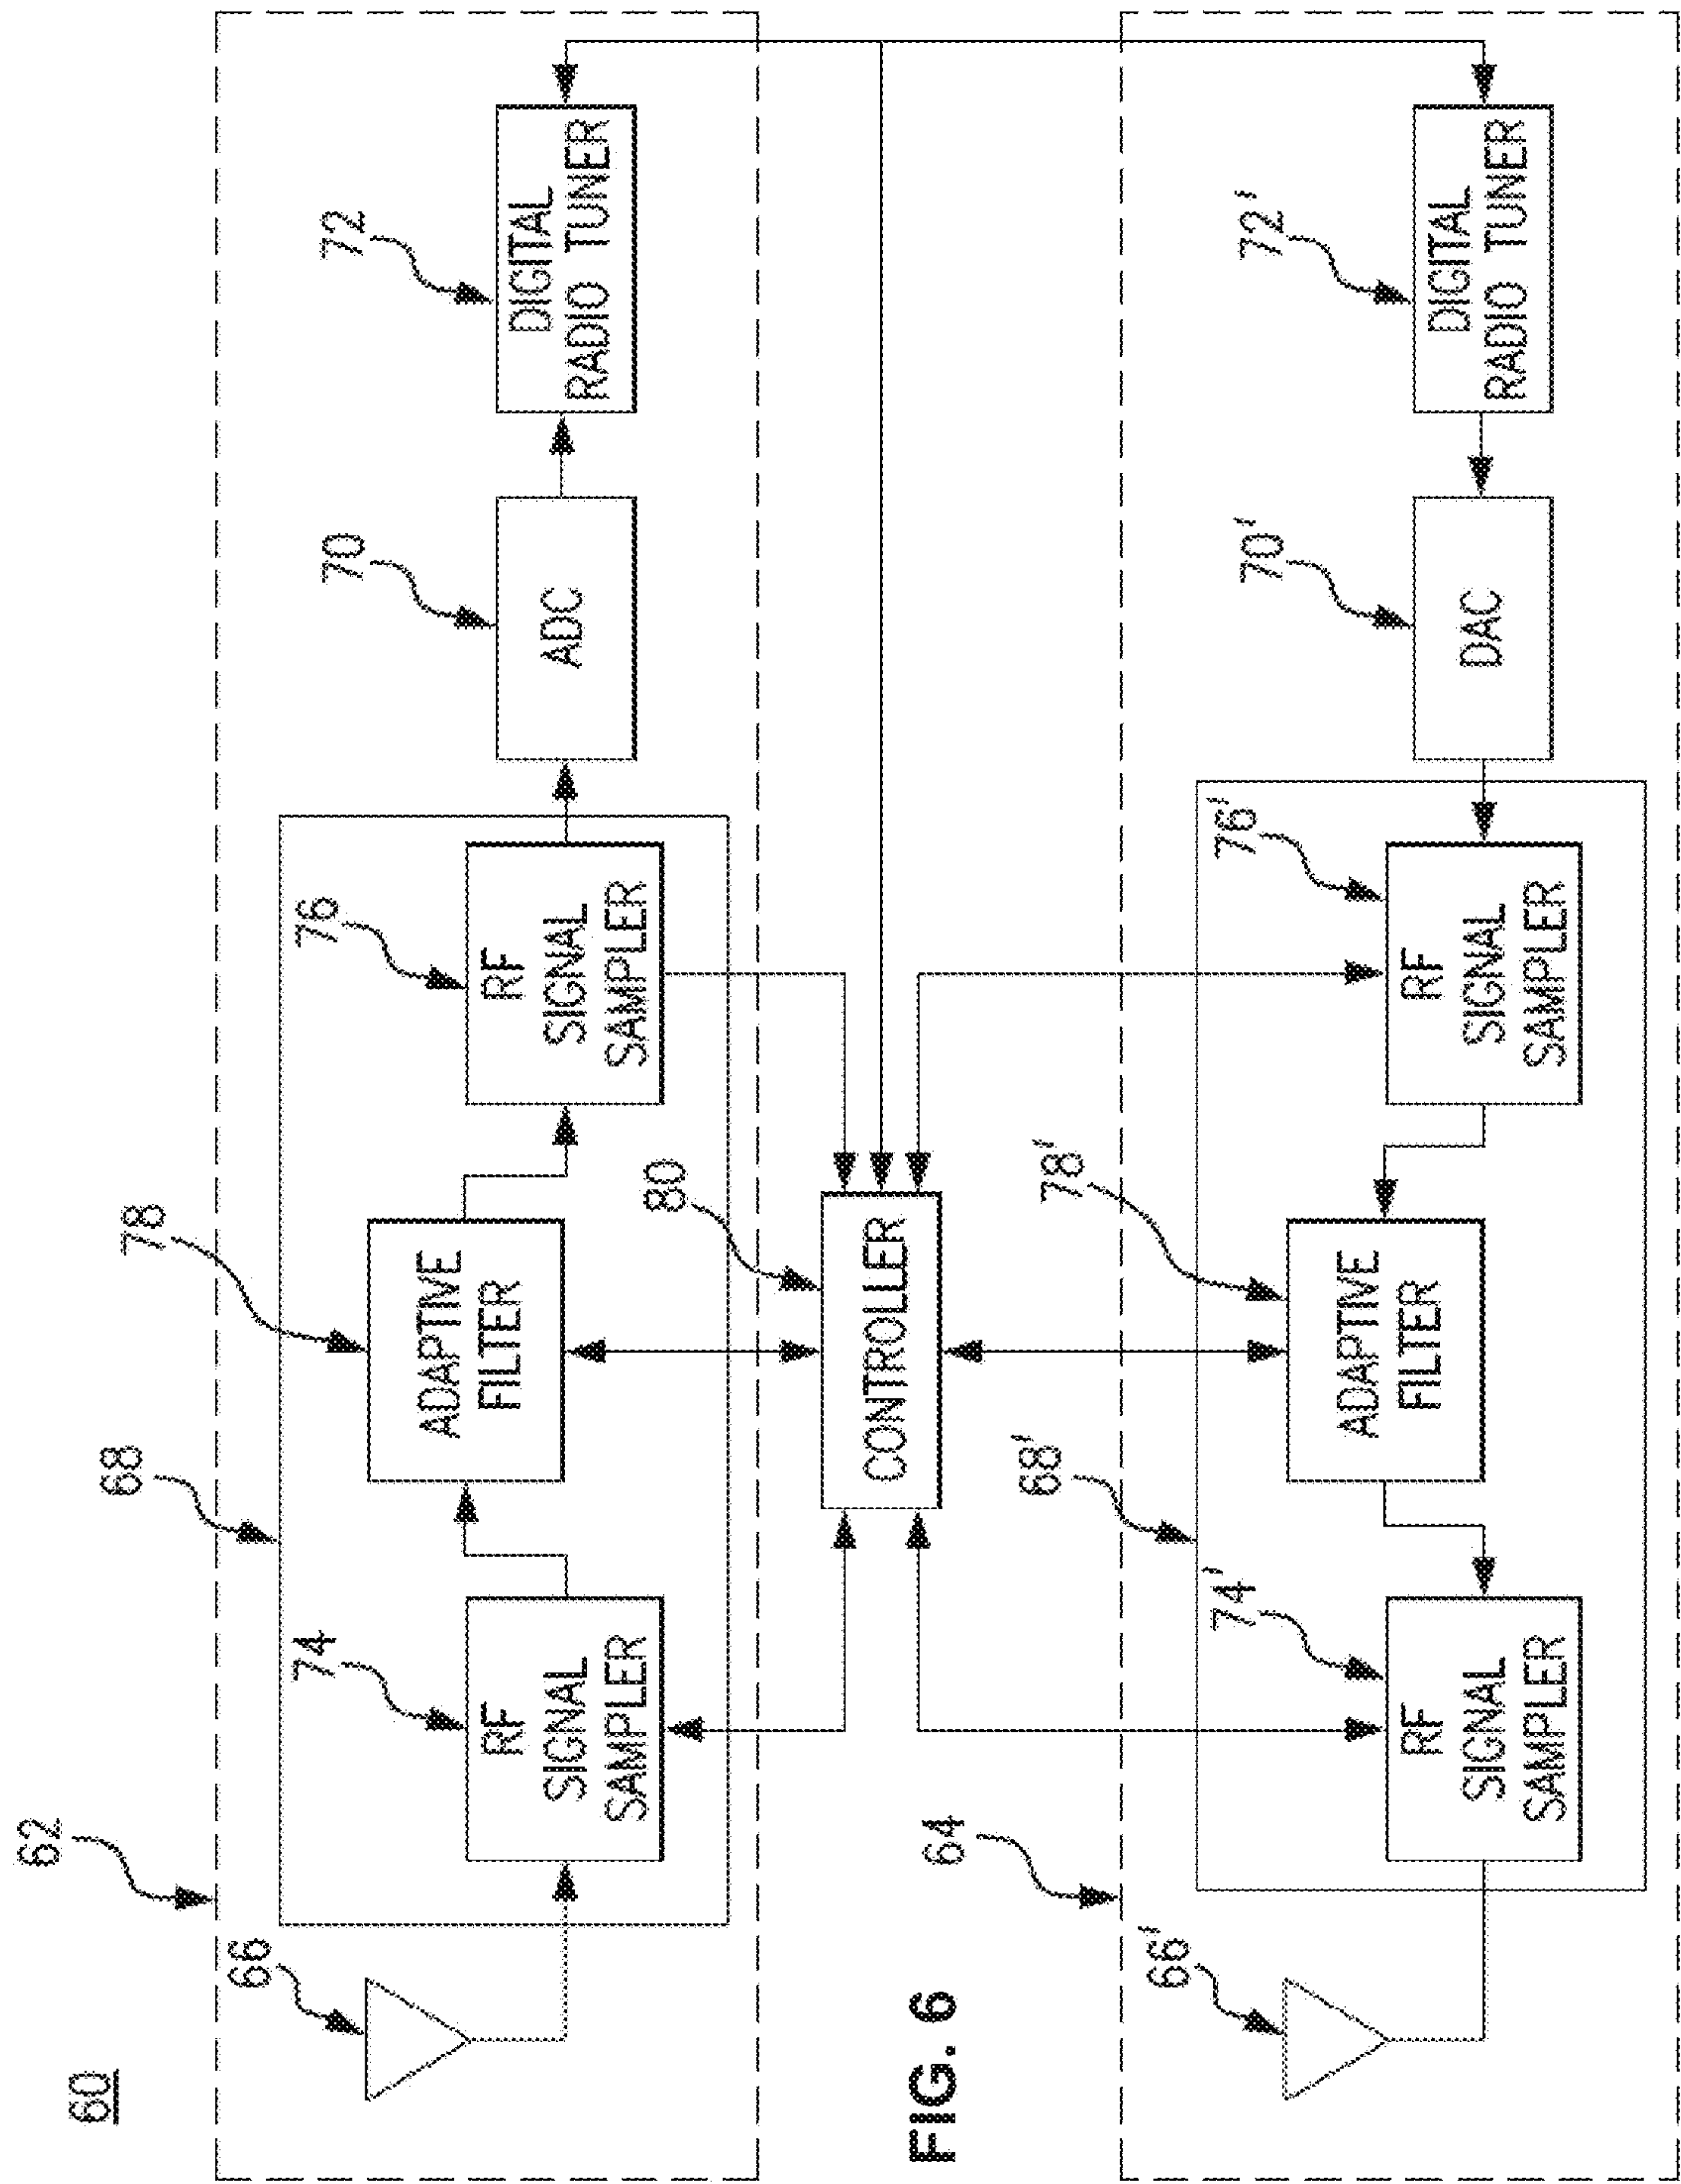 60
62
66
68
74
RF
SIGNAL
SAMPLER
78
ADAPTIVE
FILTER
76
RF
SIGNAL
SAMPLER
70
ADC
72
DIGITAL
RADIO TUNER
80
CONTROLLER
FIG. 6
64
66'
68'
74'
RF
SIGNAL
SAMPLER
78'
ADAPTIVE
FILTER
76'
RF
SIGNAL
SAMPLER
70'
DAC
72'
DIGITAL
RADIO TUNER